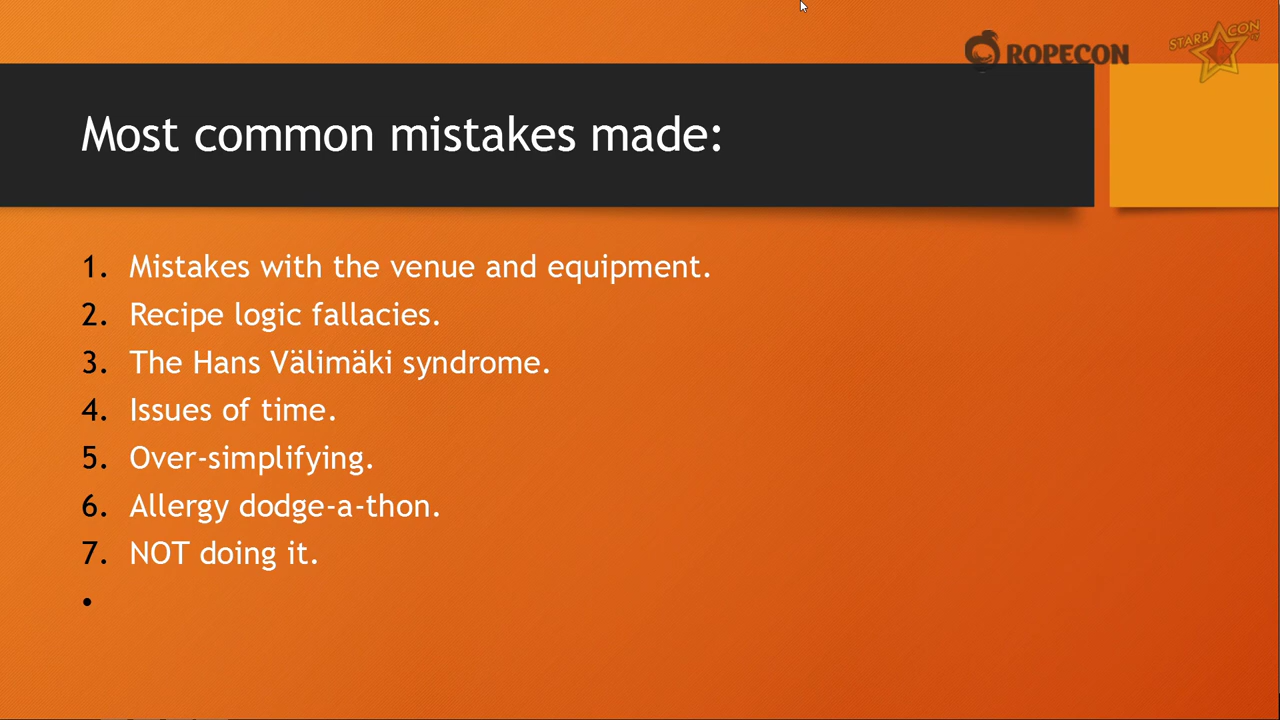 ROPECON
STARBACON
Most common mistakes made:
1. Mistakes with the venue and equipment.
2. Recipe logic fallacies.
3. The Hans Välimäki syndrome.
4. Issues of time.
5. Over-simplifying.
6. Allergy dodge-a-thon.
7. NOT doing it.
•